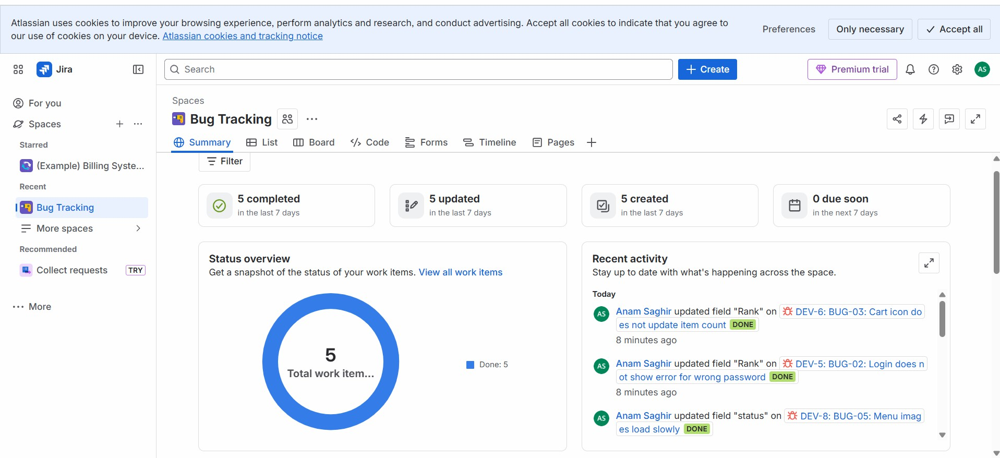 Atlassian uses cookies to improve your browsing experience, perform analytics and research, and conduct advertising. Accept all cookies to indicate that you agree to
our use of cookies on your device. Atlassian cookies and tracking notice
Preferences
Only necessary
Accept all
Jira
Search
Create
Premium trial
AS
For you
Spaces
Starred
(Example) Billing Syste...
Recent
Bug Tracking
More spaces
Recommended
Collect requests TRY
More
Spaces
Bug Tracking
Summary
List
Board
Code
Forms
Timeline
Pages
Filter
5 completed
in the last 7 days
5 updated
in the last 7 days
5 created
in the last 7 days
0 due soon
in the next 7 days
Status overview
Get a snapshot of the status of your work items. View all work items
5
Total work item...
Done: 5
Recent activity
Stay up to date with what's happening across the space.
Today
AS
Anam Saghir updated field "Rank" on DEV-6: BUG-03: Cart icon do
es not update item count DONE
8 minutes ago
AS
Anam Saghir updated field "Rank" on DEV-5: BUG-02: Login does n
ot show error for wrong password DONE
8 minutes ago
AS
Anam Saghir updated field "status" on DEV-8: BUG-05: Menu imag
es load slowly DONE